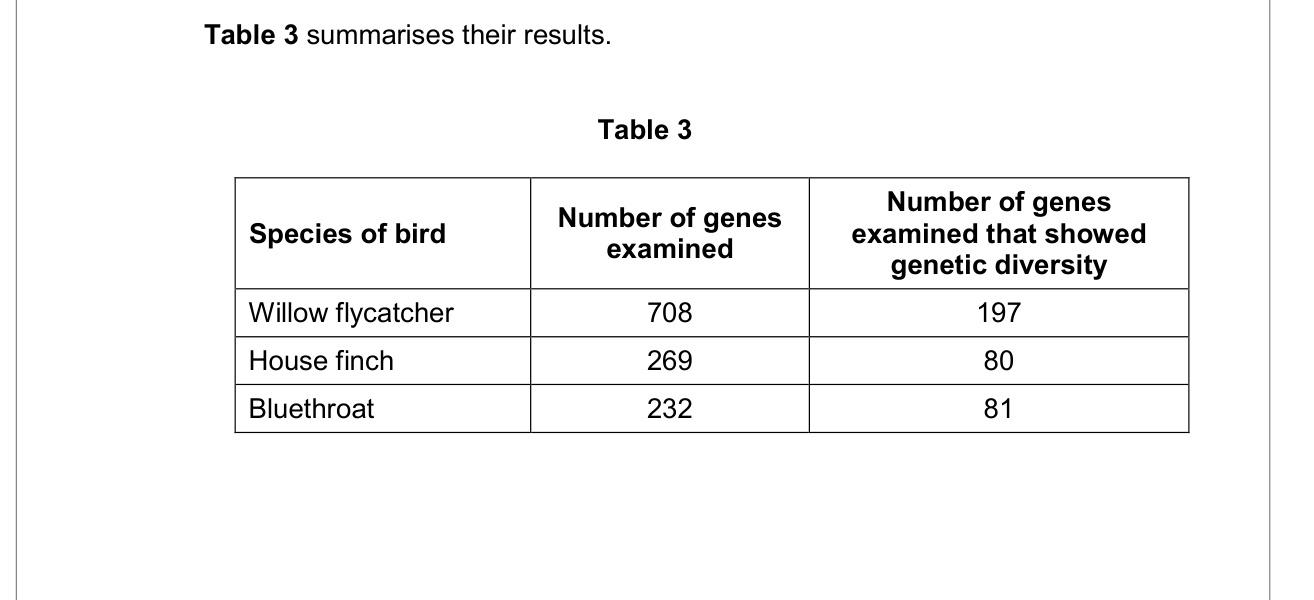 Table 3 summarises their results.
Table 3
Species of bird
Number of genes
examined
Number of genes
examined that showed
genetic diversity
Willow flycatcher 708 197
House finch 269 80
Bluethroat 232 81